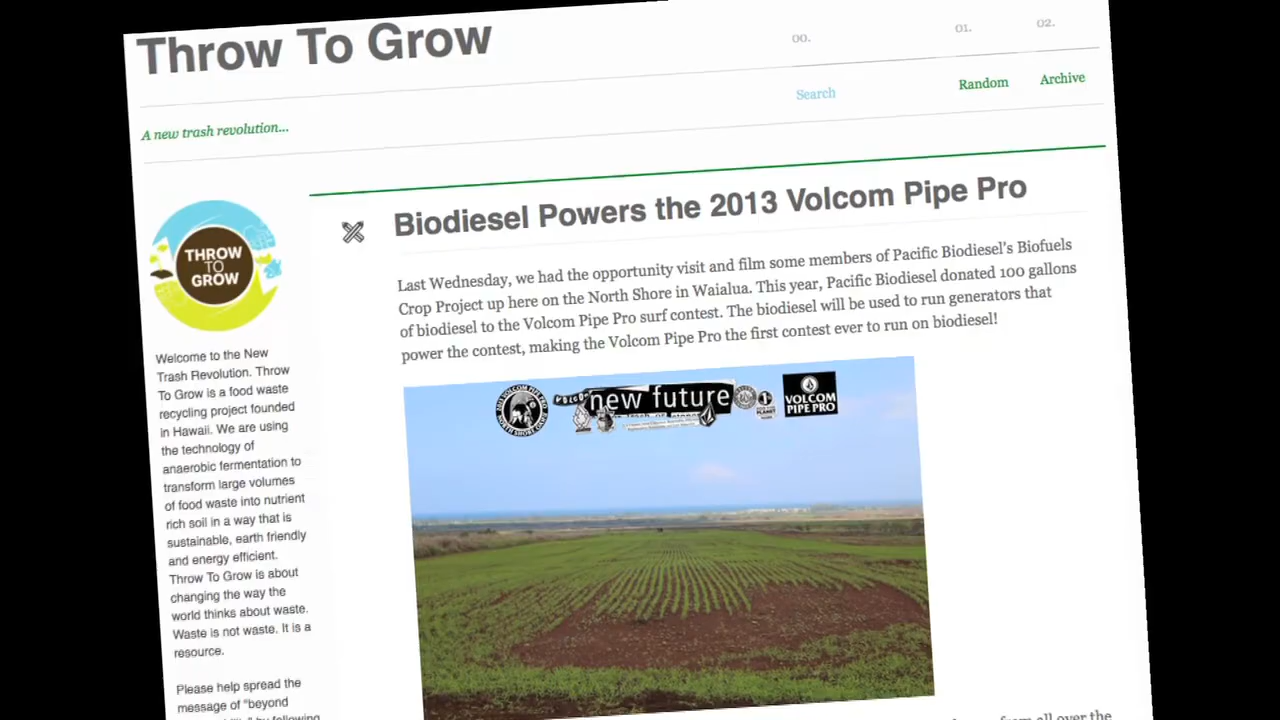 Throw To Grow
00.
01.
02.
A new trash revolution...
Search
Random
Archive
THROW
TO
GROW
Welcome to the New
Trash Revolution. Throw
To Grow is a food waste
recycling project founded
in Hawaii. We are using
the technology of
anaerobic fermentation to
transform large volumes
of food waste into nutrient
rich soil in a way that is
sustainable, earth friendly
and energy efficient.
Throw To Grow is about
changing the way the
world thinks about waste.
Waste is not waste. It is a
resource.
Please help spread the
message of "beyond
by following
Biodiesel Powers the 2013 Volcom Pipe Pro
Last Wednesday, we had the opportunity visit and film some members of Pacific Biodiesel's Biofuels
Crop Project up here on the North Shore in Waialua. This year, Pacific Biodiesel donated 100 gallons
of biodiesel to the Volcom Pipe Pro surf contest. The biodiesel will be used to run generators that
power the contest, making the Volcom Pipe Pro the first contest ever to run on biodiesel!
new future
VOLCOM
PIPE PRO
from all over the